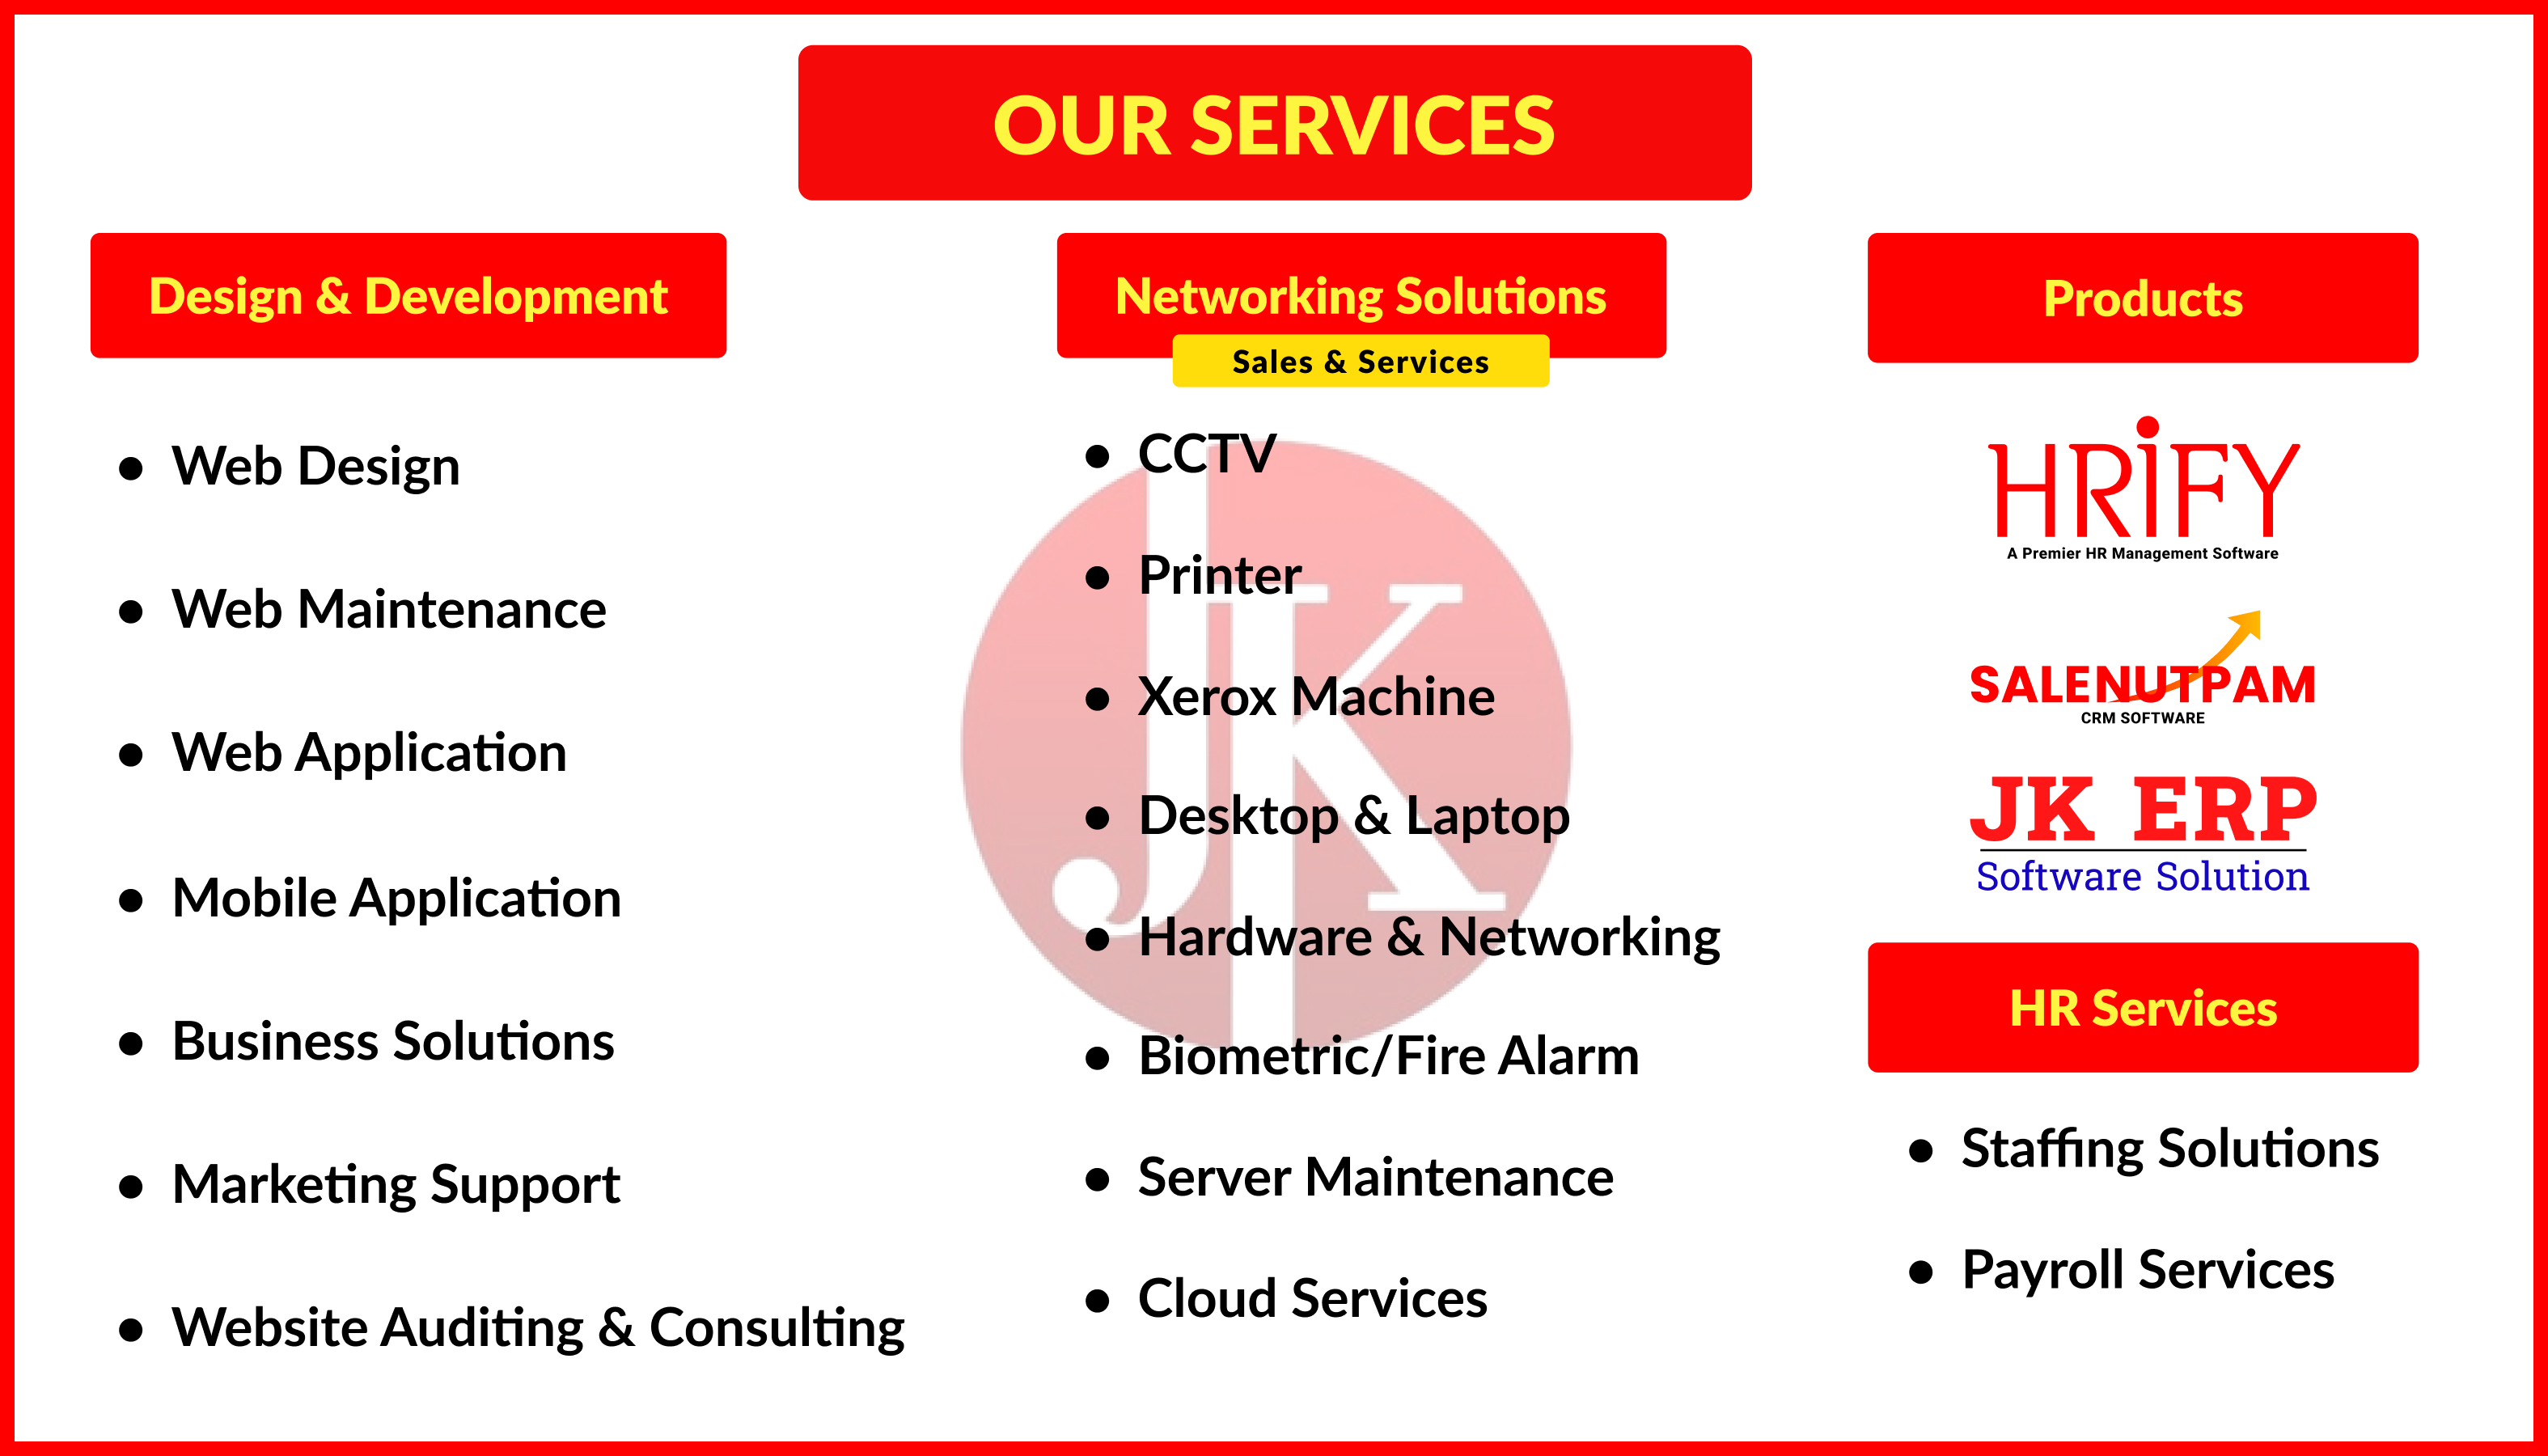 OUR SERVICES
Design & Development
• Web Design
• Web Maintenance
• Web Application
• Mobile Application
• Business Solutions
• Marketing Support
• Website Auditing & Consulting
Networking Solutions
Sales & Services
• CCTV
• Printer
• Xerox Machine
• Desktop & Laptop
• Hardware & Networking
• Biometric/Fire Alarm
• Server Maintenance
• Cloud Services
JK
Products
HRiFY
A Premier HR Management Software
SALENUTPAM
CRM SOFTWARE
JK ERP
Software Solution
HR Services
• Staffing Solutions
• Payroll Services